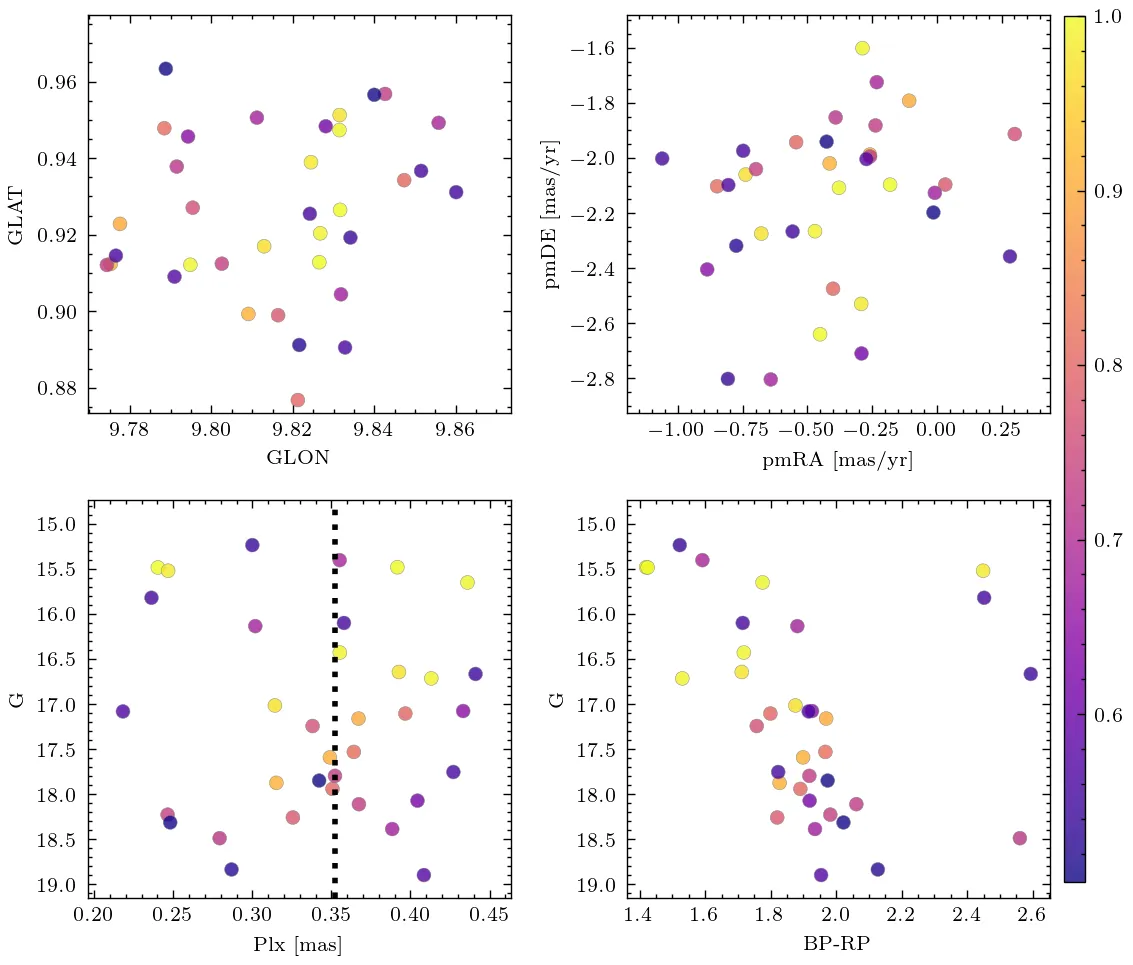 0.96
0.94
0.92
0.90
0.88
GLAT
9.78 9.80 9.82 9.84 9.86
GLON
−1.6
−1.8
−2.0
−2.2
−2.4
−2.6
−2.8
pmDE [mas/yr]
−1.00 −0.75 −0.50 −0.25 0.00 0.25
pmRA [mas/yr]
15.0
15.5
16.0
16.5
17.0
17.5
18.0
18.5
19.0
G
0.20 0.25 0.30 0.35 0.40 0.45
Plx [mas]
15.0
15.5
16.0
16.5
17.0
17.5
18.0
18.5
19.0
G
1.4 1.6 1.8 2.0 2.2 2.4 2.6
BP-RP
1.0
0.9
0.8
0.7
0.6